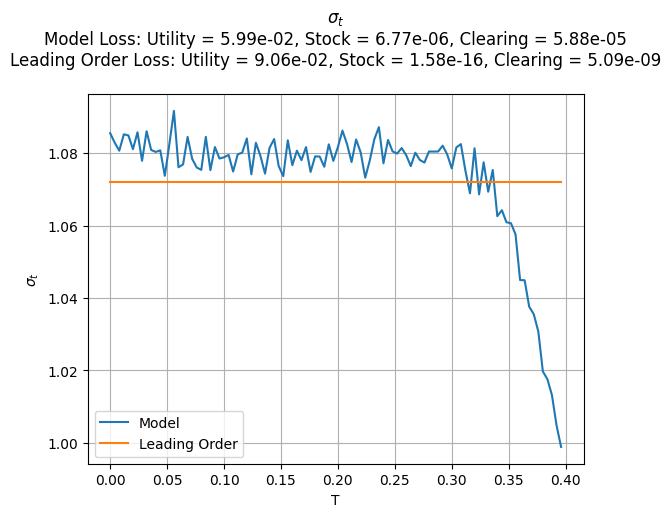 σt
Model Loss: Utility = 5.99e-02, Stock = 6.77e-06, Clearing = 5.88e-05
Leading Order Loss: Utility = 9.06e-02, Stock = 1.58e-16, Clearing = 5.09e-09
1.08
1.06
1.04
1.02
1.00
σt
Model
Leading Order
0.00 0.05 0.10 0.15 0.20 0.25 0.30 0.35 0.40
T